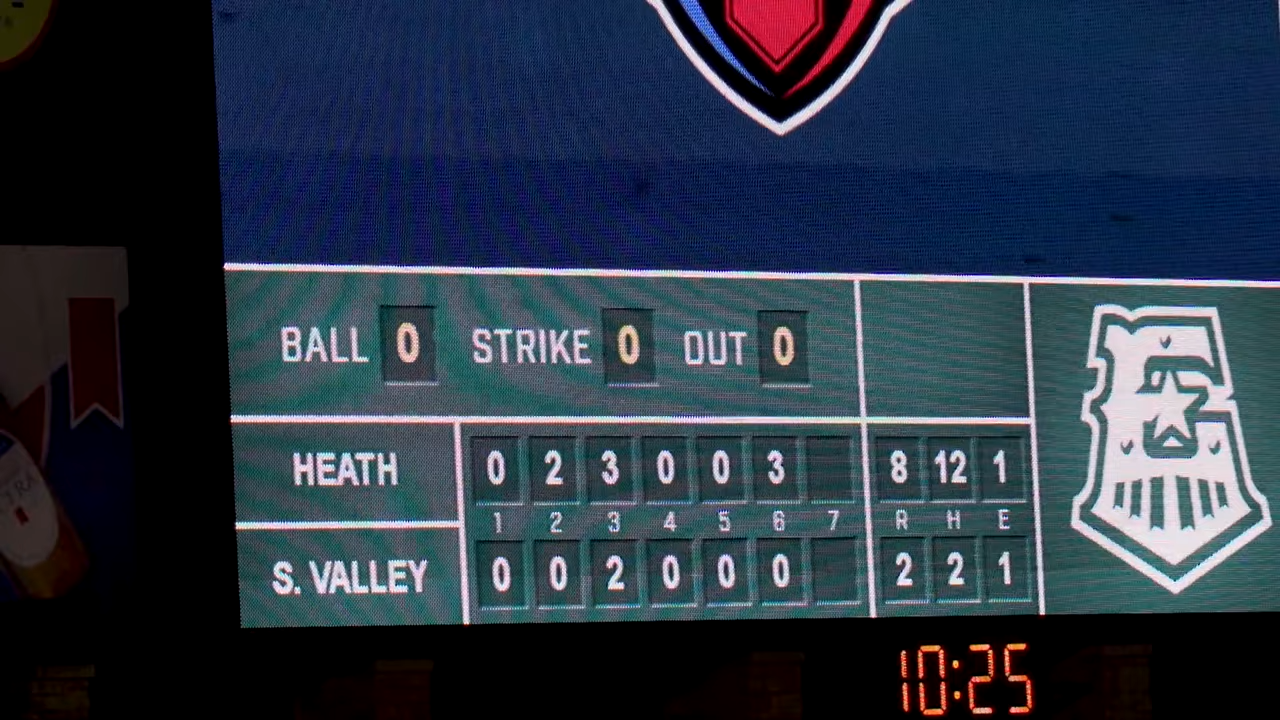 BALL 0 STRIKE 0 OUT 0
HEATH 0 2 3 0 0 3 8 12 1
1 2 3 4 5 6 7 R H E
S. VALLEY 0 0 2 0 0 0 2 2 1
10:25